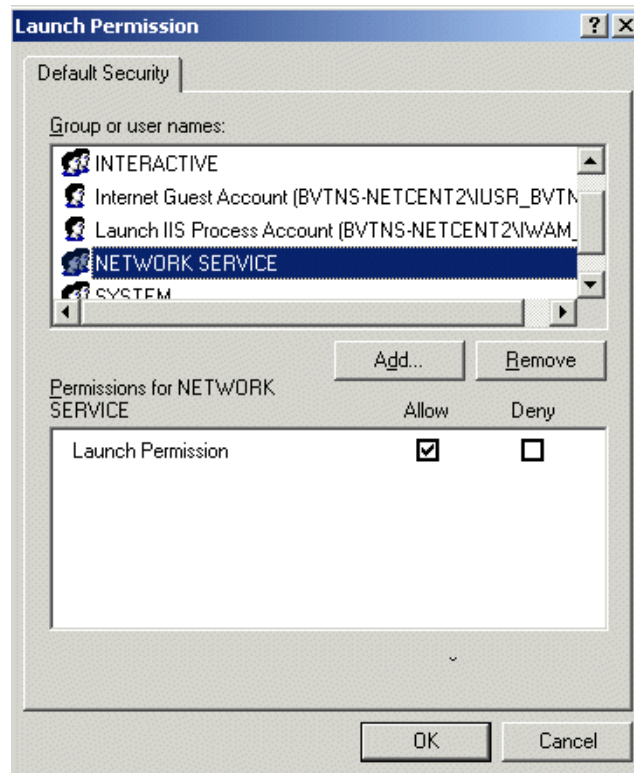 Launch Permission
Default Security
Group or user names:
INTERACTIVE
Internet Guest Account (BVTNS-NETCENT2\IUSR_BVTN
Launch IIS Process Account (BVTNS-NETCENT2\IWAM_
NETWORK SERVICE
SYSTEM
Add... Remove
Permissions for NETWORK
SERVICE Allow Deny
Launch Permission
OK Cancel